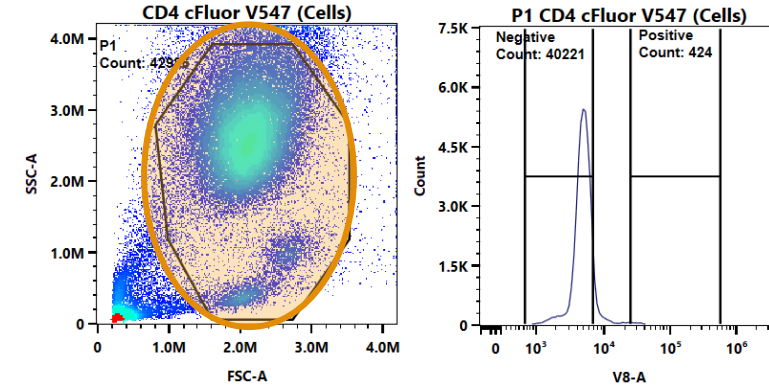 CD4 cFluor V547 (Cells)
P1
Count:
4.0M
3.0M
2.0M
1.0M
0
SSC-A
0
1.0M
2.0M
3.0M
4.0M
FSC-A
P1 CD4 cFluor V547 (Cells)
Negative
Count: 40221
Positive
Count: 424
7.5K
6.0K
4.5K
3.0K
1.5K
0
Count
0
10³
10⁴
10⁵
10⁶
V8-A